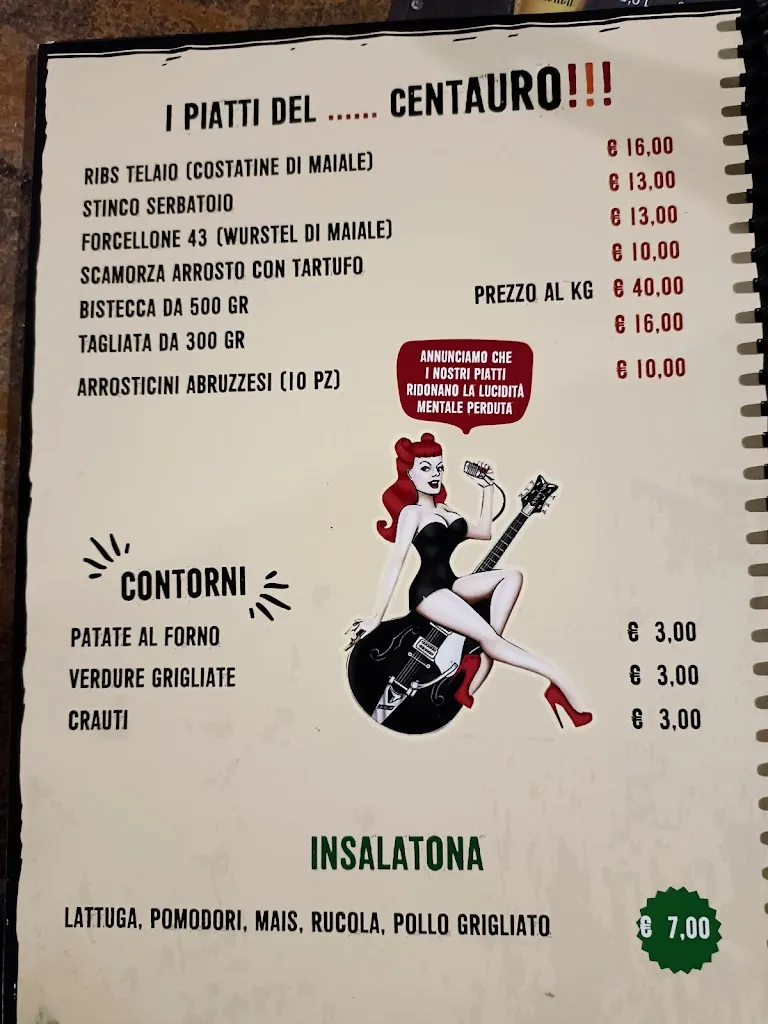 I PIATTI DEL ...... CENTAURO!!!
RIBS TELAIO (COSTATINE DI MAIALE) € 16,00
STINCO SERBATOIO € 13,00
FORCELLONE 43 (WURSTEL DI MAIALE) € 13,00
SCAMORZA ARROSTO CON TARTUFO € 10,00
BISTECCA DA 500 GR PREZZO AL KG € 40,00
TAGLIATA DA 300 GR € 16,00
ARROSTICINI ABRUZZESI (10 PZ) € 10,00
ANNUNCIAMO CHE
I NOSTRI PIATTI
RIDONANO LA LUCIDITÀ
MENTALE PERDUTA
CONTORNI
PATATE AL FORNO € 3,00
VERDURE GRIGLIATE € 3,00
CRAUTI € 3,00
INSALATONA
LATTUGA, POMODORI, MAIS, RUCOLA, POLLO GRIGLIATO € 7,00